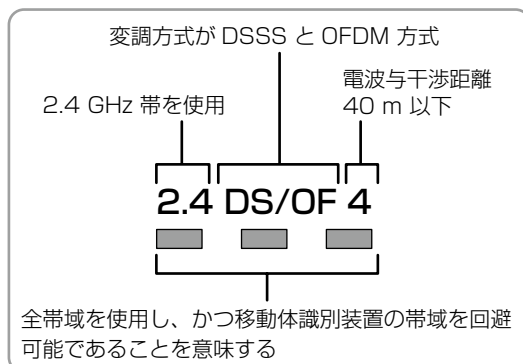 変調方式が DSSS と OFDM 方式
電波与干渉距離
40 m 以下
2.4 GHz 帯を使用
2.4 DS/OF 4
全帯域を使用し、かつ移動体識別装置の帯域を回避
可能であることを意味する